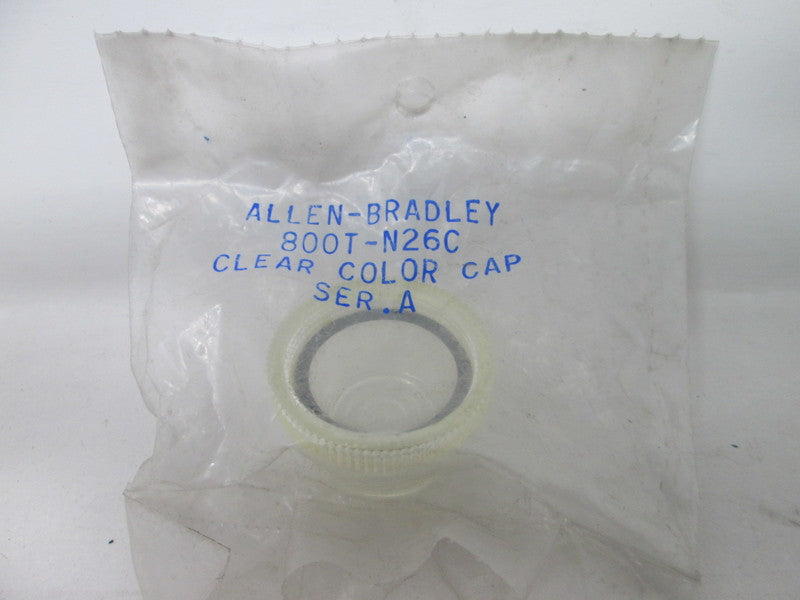 ALLEN-BRADLEY
800T-N26C
CLEAR COLOR CAP
SER.A